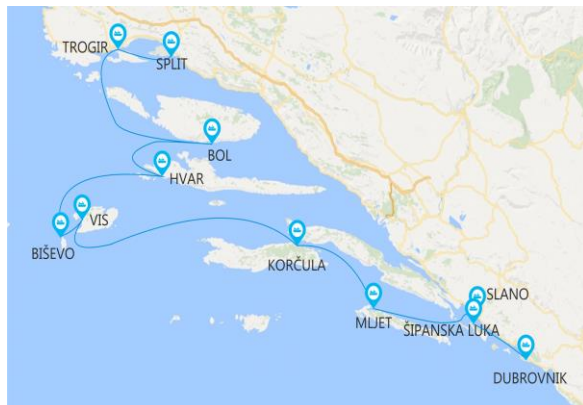 TROGIR
SPLIT
BOL
HVAR
VIS
BIŠEVO
KORČULA
SLANO
MLJET
ŠIPANSKA LUKA
DUBROVNIK